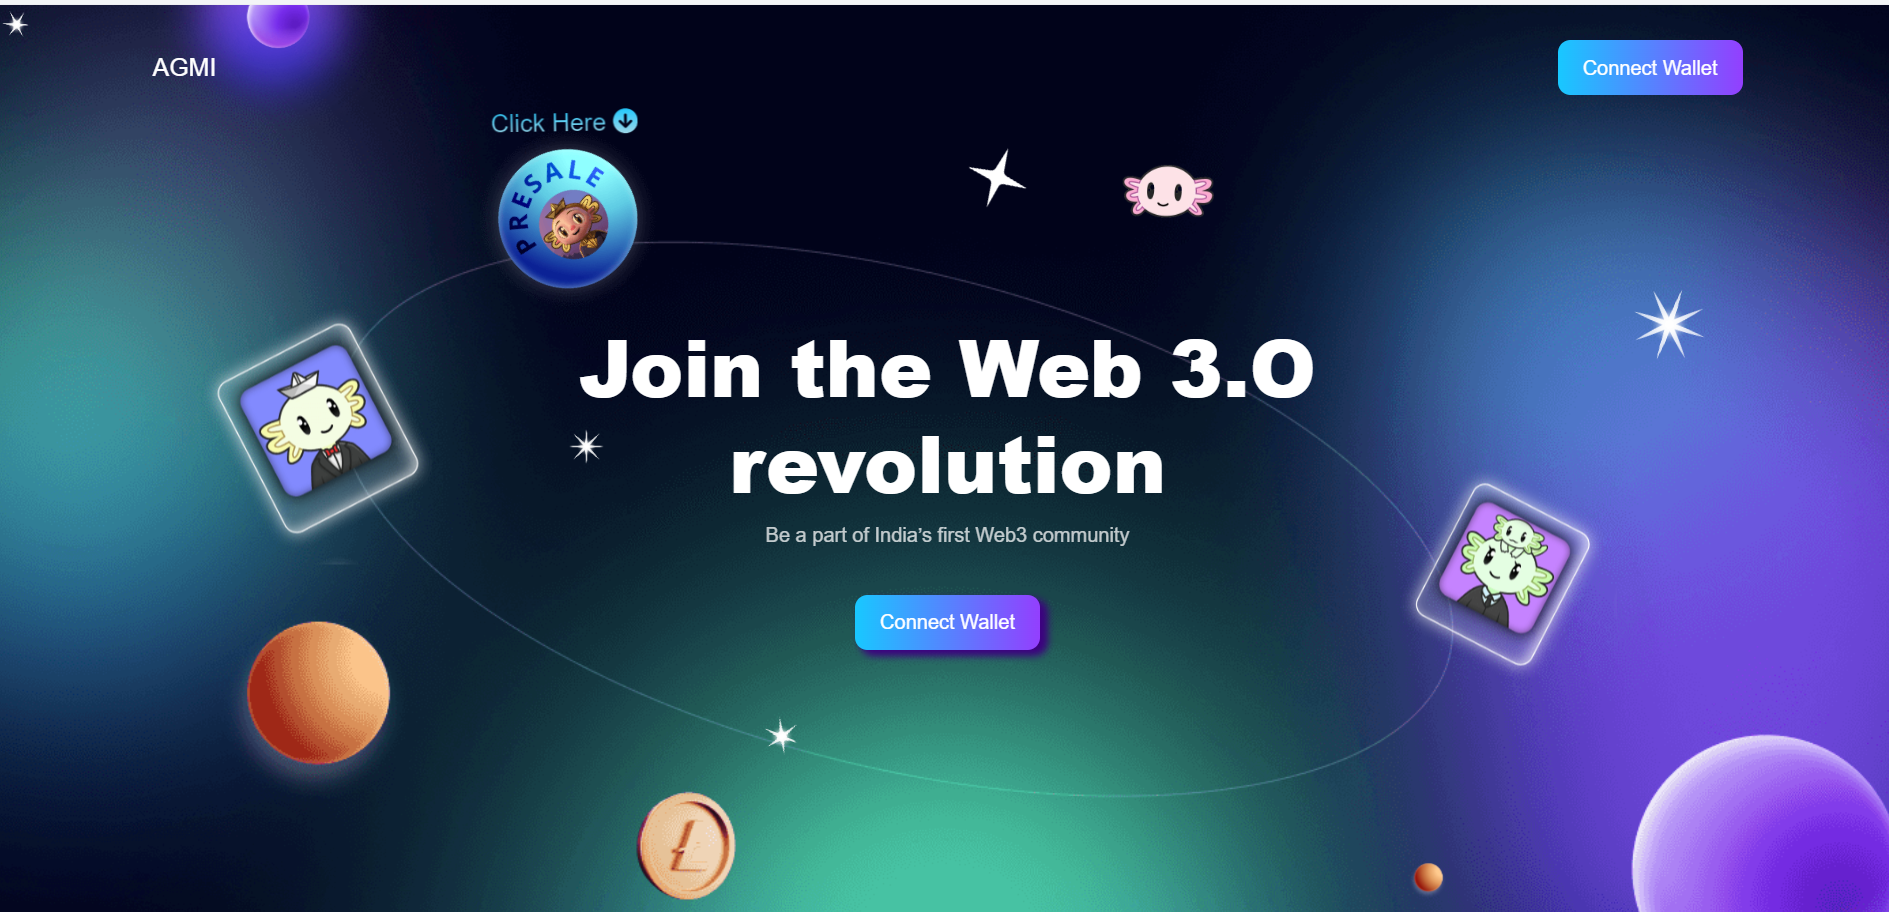 AGMI
Connect Wallet
Click Here
PRESALE
Join the Web 3.O
revolution
Be a part of India’s first Web3 community
Connect Wallet